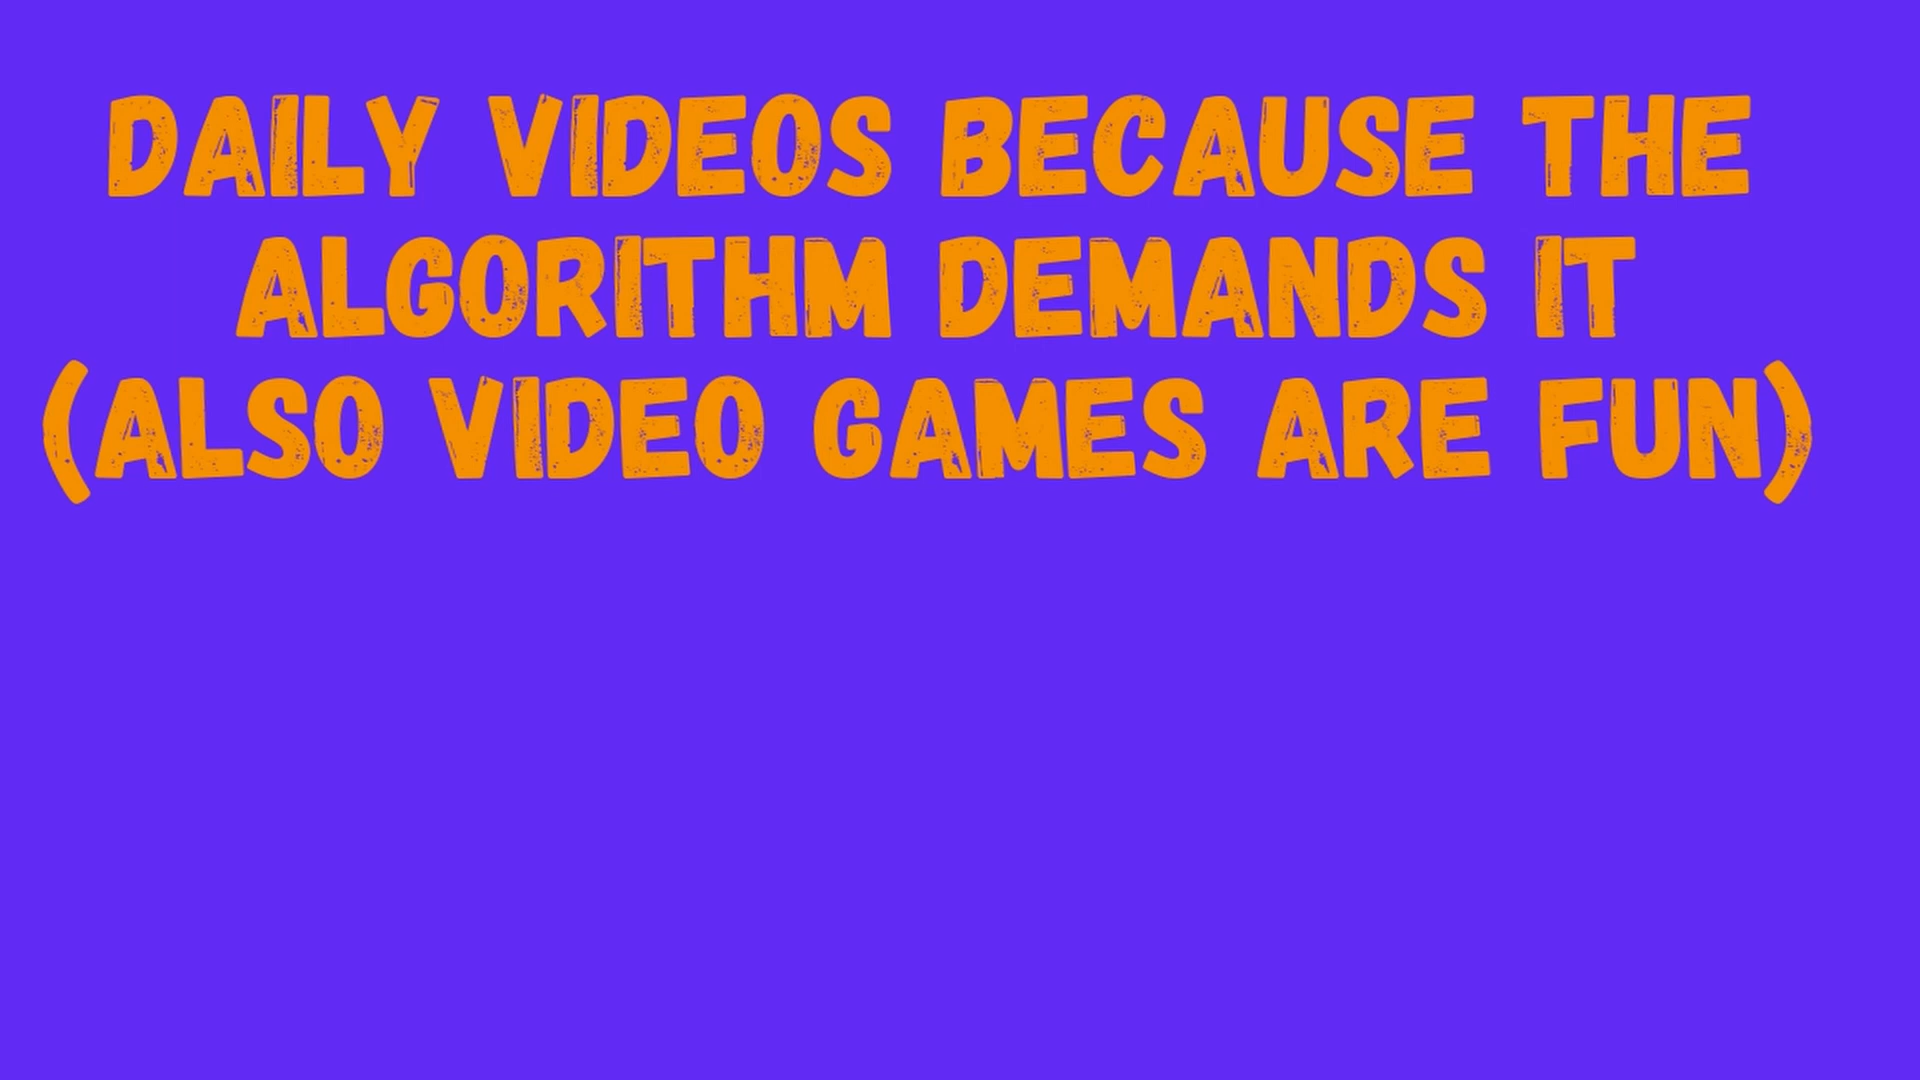 DAILY VIDEOS BECAUSE THE
ALGORITHM DEMANDS IT
(ALSO VIDEO GAMES ARE FUN)